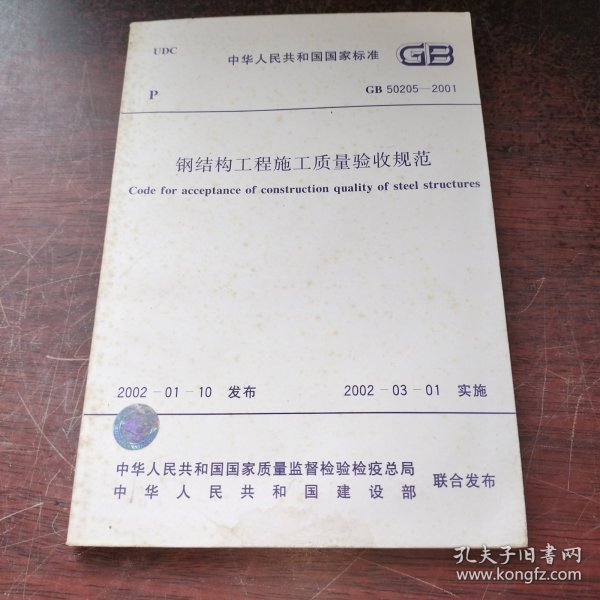 UDC
中华人民共和国国家标准 GB
P
GB 50205—2001
钢结构工程施工质量验收规范
Code for acceptance of construction quality of steel structures
2002－01－10 发布 2002－03－01 实施
中华人民共和国国家质量监督检验检疫总局
中华人民共和国建设部
联合发布
孔夫子旧书网
www.kongfz.com